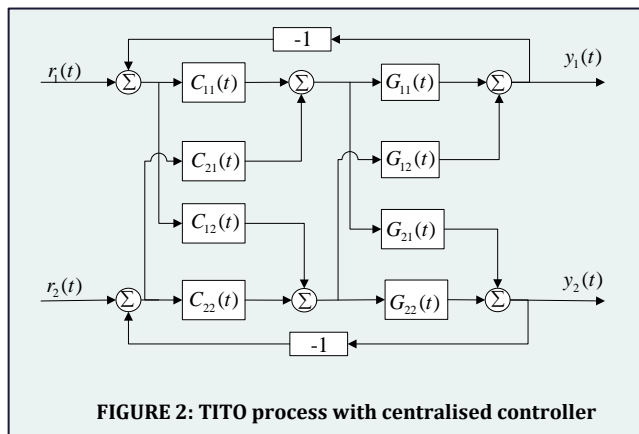 -1
r₁(t) Σ C₁₁(t) Σ G₁₁(t) Σ y₁(t)
C₂₁(t) G₁₂(t)
C₁₂(t) G₂₁(t)
r₂(t) Σ C₂₂(t) Σ G₂₂(t) Σ y₂(t)
-1
FIGURE 2: TITO process with centralised controller